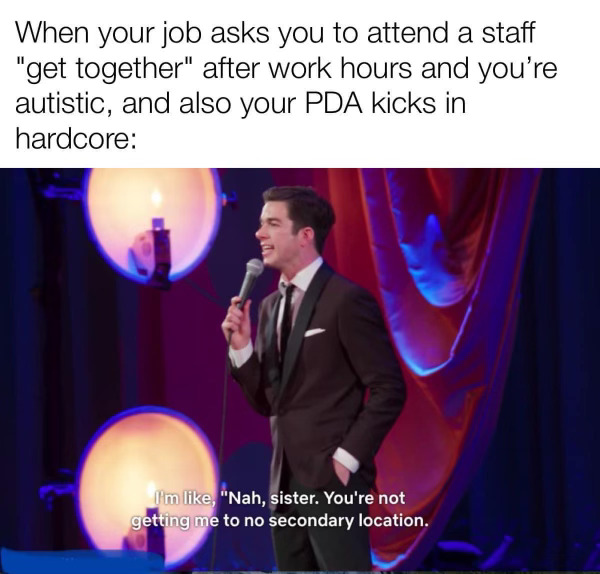 When your job asks you to attend a staff
"get together" after work hours and you’re
autistic, and also your PDA kicks in
hardcore:
I'm like, "Nah, sister. You're not
getting me to no secondary location.